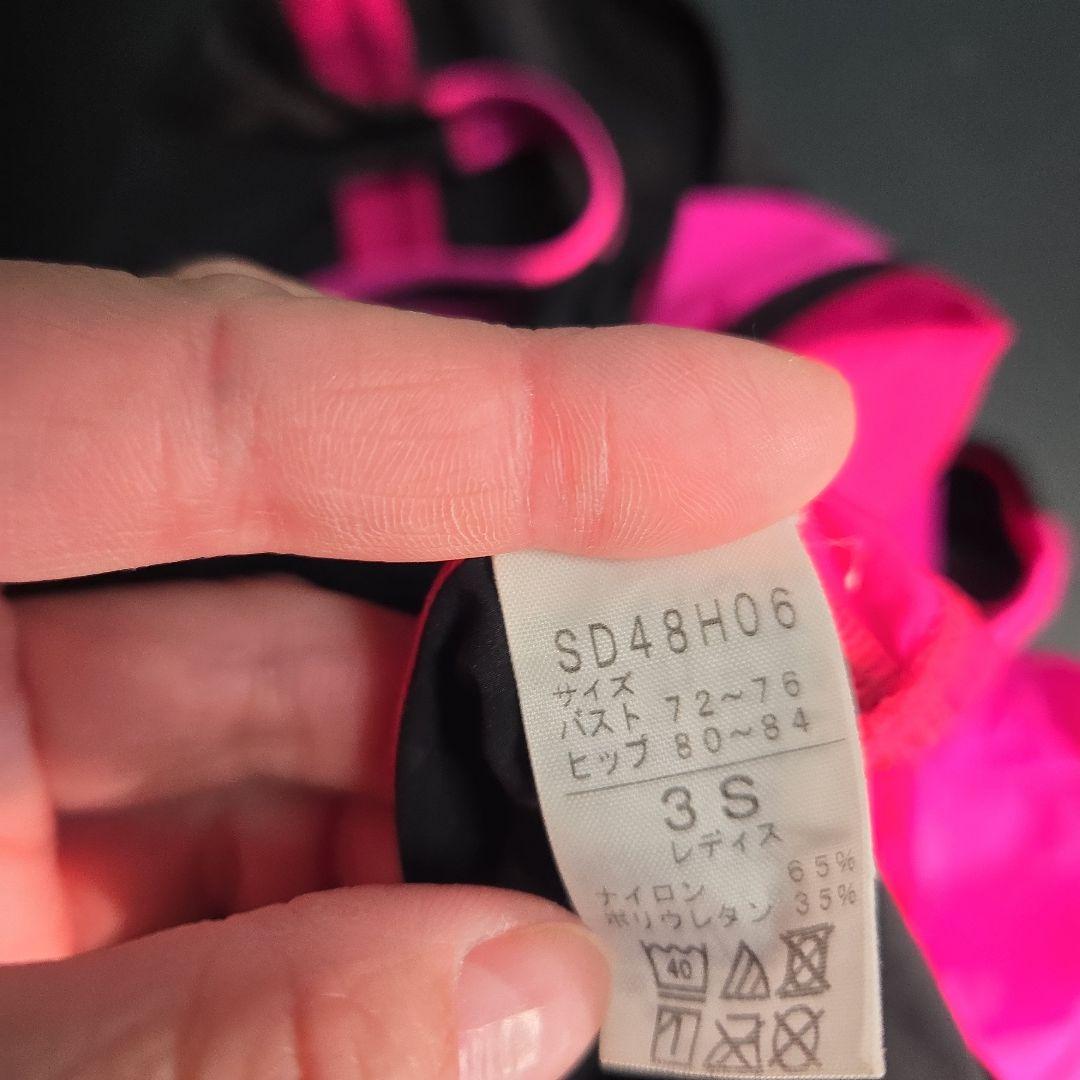 SD48H06
サイズ
バスト 72～76
ヒップ 80～84
3S
レディス
ナイロン 65%
ポリウレタン 35%
40